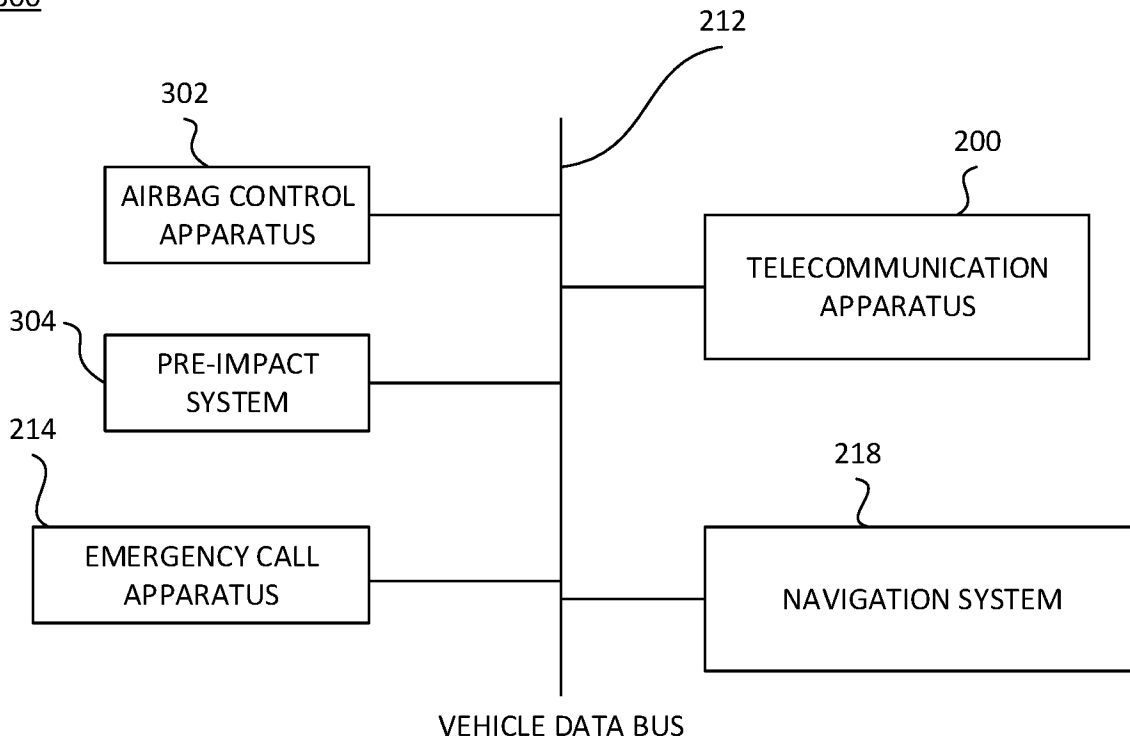 212
302
200
AIRBAG CONTROL
APPARATUS
TELECOMMUNICATION
APPARATUS
304
PRE-IMPACT
SYSTEM
214
218
EMERGENCY CALL
APPARATUS
NAVIGATION SYSTEM
VEHICLE DATA BUS